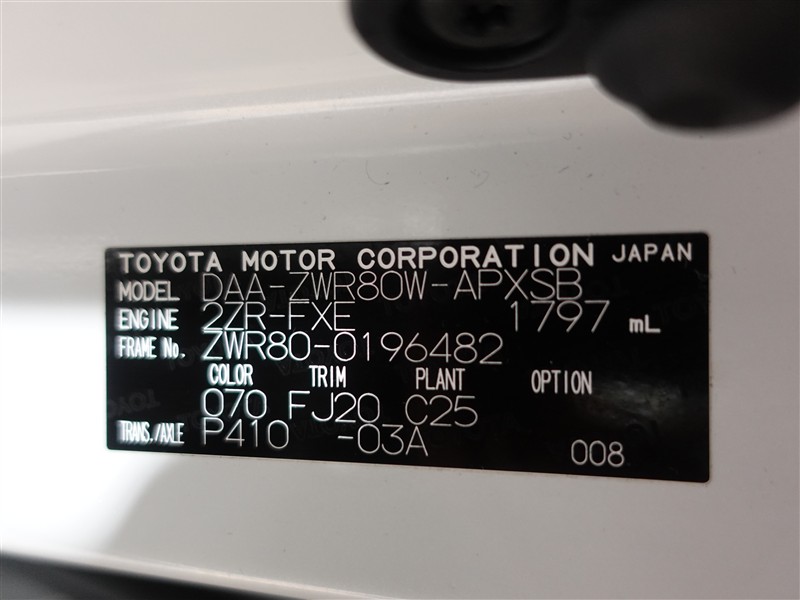 TOYOTA MOTOR CORPORATION JAPAN
MODEL DAA-ZWR80W-APXSB
ENGINE 2ZR-FXE 1797 mL
FRAME No. ZWR80-0196482
COLOR TRIM PLANT OPTION
070 FJ20 C25
TRANS./AXLE P410 -03A 008